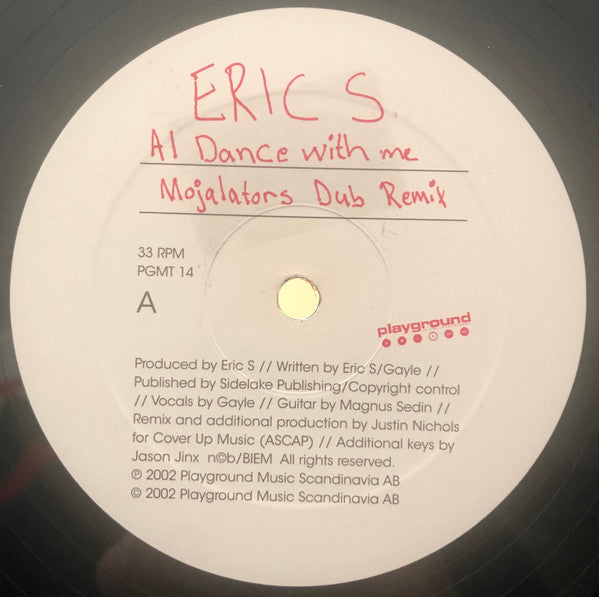 ERIC S
A1 Dance with me
Mojalators Dub Remix
33 RPM
PGMT 14
A
playground
Produced by Eric S // Written by Eric S/Gayle //
Published by Sidelake Publishing/Copyright control
// Vocals by Gayle // Guitar by Magnus Sedin //
Remix and additional production by Justin Nichols
for Cover Up Music (ASCAP) // Additional keys by
Jason Jinx n©b/BIEM All rights reserved.
℗ 2002 Playground Music Scandinavia AB
© 2002 Playground Music Scandinavia AB